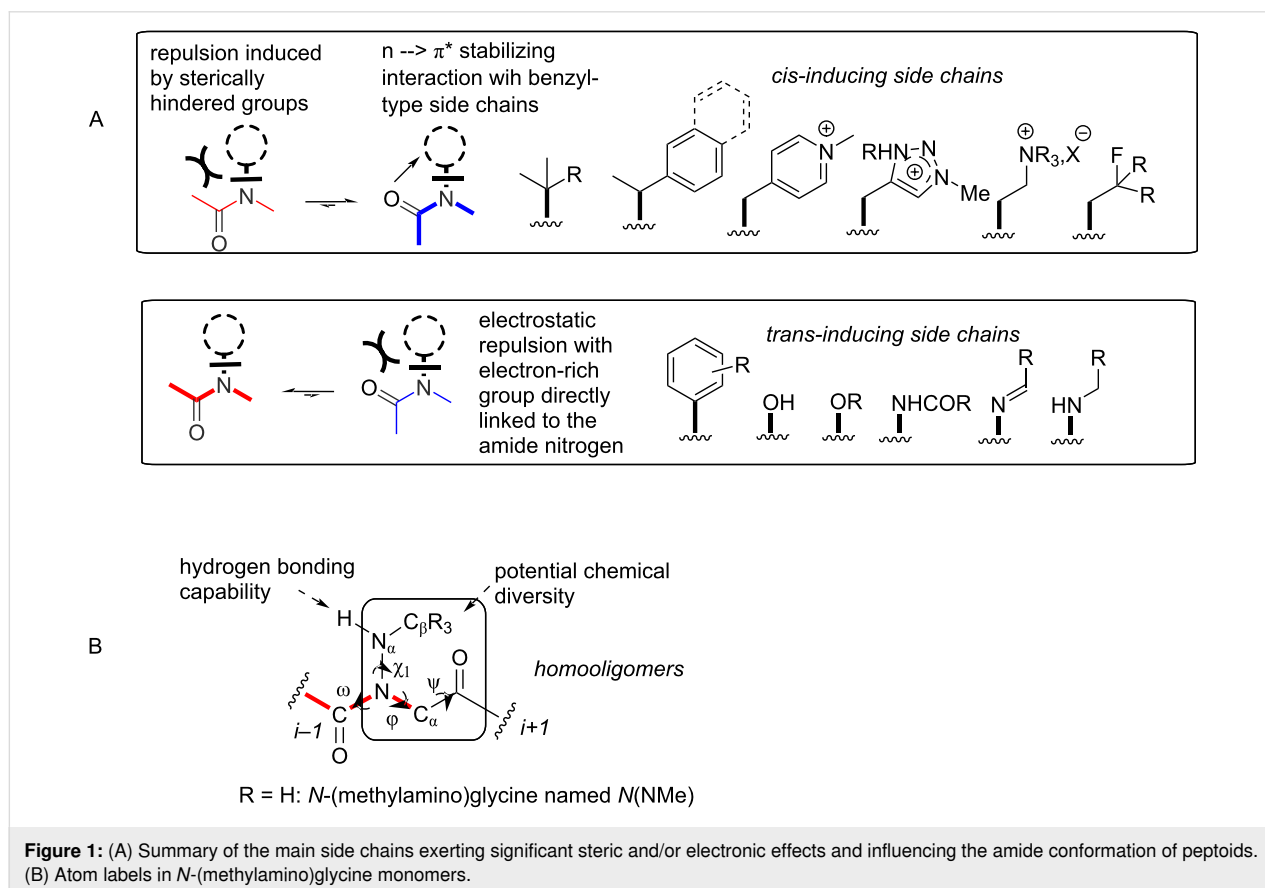 A
repulsion induced
by sterically
hindered groups
n --> π* stabilizing
interaction wih benzyl-
type side chains
cis-inducing side chains
N
O
O
N
R
N
⊕
RHN
N
N
⊕
Me
⊕
NR3,X⊖
F
R
R
N
O
O
N
electrostatic
repulsion with
electron-rich
group directly
linked to the
amide nitrogen
trans-inducing side chains
R
OH
OR
NHCOR
R
N
R
HN
B
hydrogen bonding
capability
potential chemical
diversity
H
Nα
CβR3
χ1
O
homooligomers
ω
N
ψ
i–1
C
φ
Cα
i+1
O
R = H: N-(methylamino)glycine named N(NMe)
Figure 1: (A) Summary of the main side chains exerting significant steric and/or electronic effects and influencing the amide conformation of peptoids.
(B) Atom labels in N-(methylamino)glycine monomers.